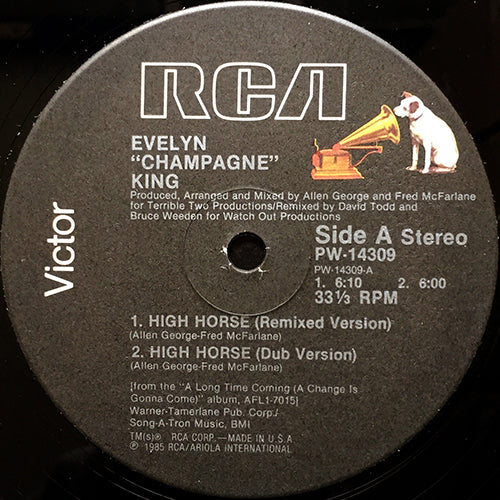 RCA
EVELYN
"CHAMPAGNE"
KING
Produced, Arranged and Mixed by Allen George and Fred McFarlane
for Terrible Two Productions/Remixed by David Todd and
Bruce Weeden for Watch Out Productions
Victor
Side A Stereo
PW-14309
PW-14309-A
1. 6:10 2. 6:00
33⅓ RPM
1. HIGH HORSE (Remixed Version)
(Allen George-Fred McFarlane)
2. HIGH HORSE (Dub Version)
(Allen George-Fred McFarlane)
[from the "A Long Time Coming (A Change Is
Gonna Come)" album, AFL1-7015]
Warner-Tamerlane Pub. Corp./
Song-A-Tron Music, BMI
TM(s)® RCA CORP.—MADE IN U.S.A
℗ 1985 RCA/ARIOLA INTERNATIONAL